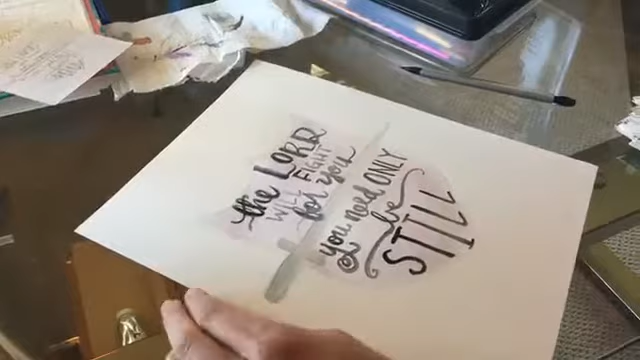 the LORD
WILL FIGHT
for you
you need ONLY
& be
STILL